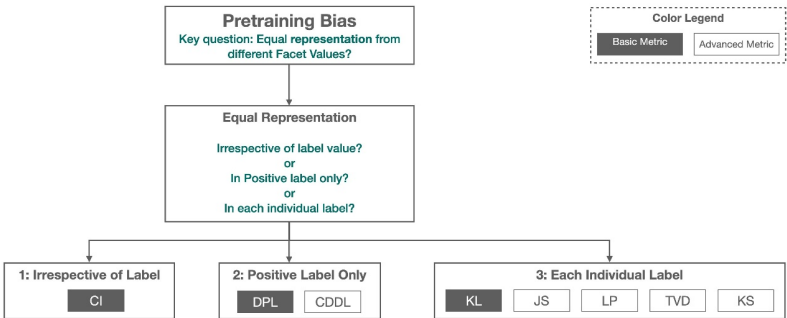 Pretraining Bias
Key question: Equal representation from
different Facet Values?
Color Legend
Basic Metric
Advanced Metric
Equal Representation
Irrespective of label value?
or
In Positive label only?
or
In each individual label?
1: Irrespective of Label
CI
2: Positive Label Only
DPL
CDDL
3: Each Individual Label
KL
JS
LP
TVD
KS